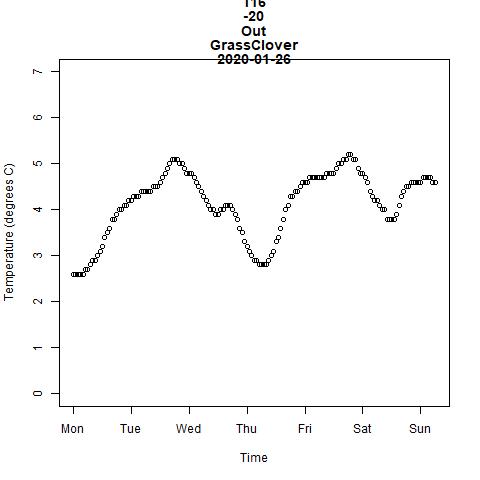 T16
-20
Out
GrassClover
2020-01-26
7
6
5
4
3
2
1
0
Temperature (degrees C)
Mon Tue Wed Thu Fri Sat Sun
Time